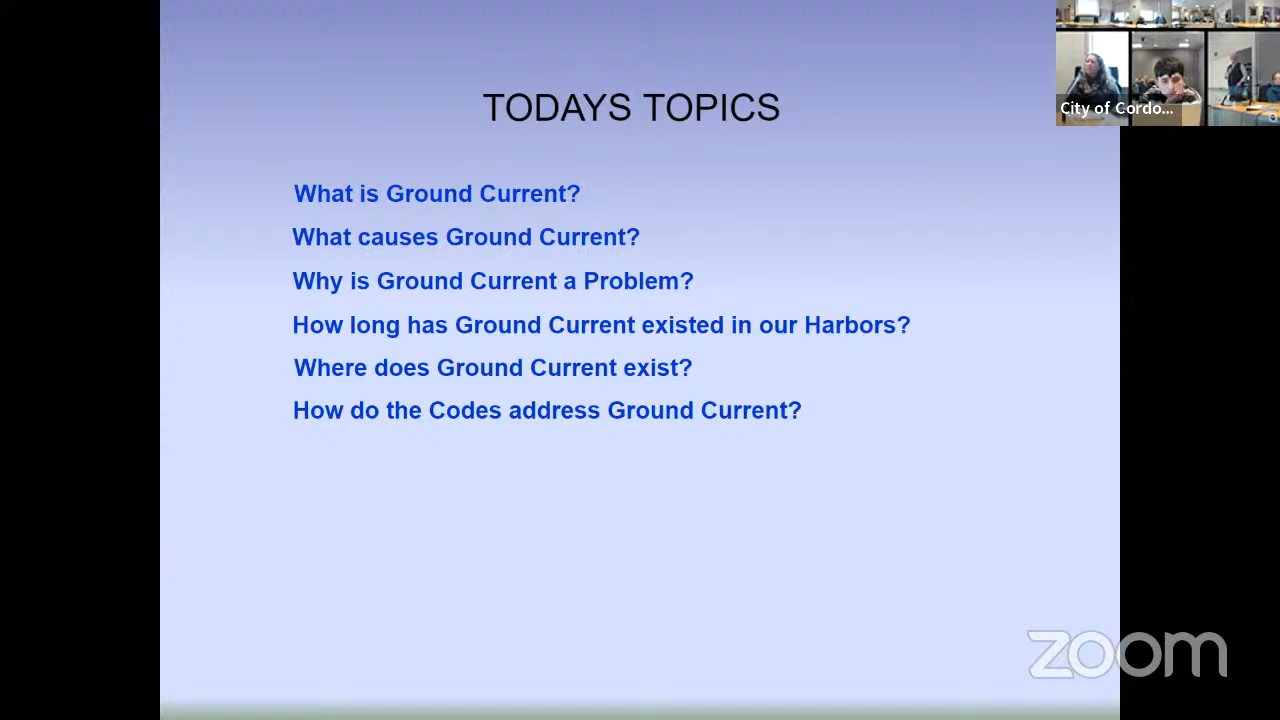 TODAYS TOPICS
City of Cordo...
What is Ground Current?
What causes Ground Current?
Why is Ground Current a Problem?
How long has Ground Current existed in our Harbors?
Where does Ground Current exist?
How do the Codes address Ground Current?
zoom